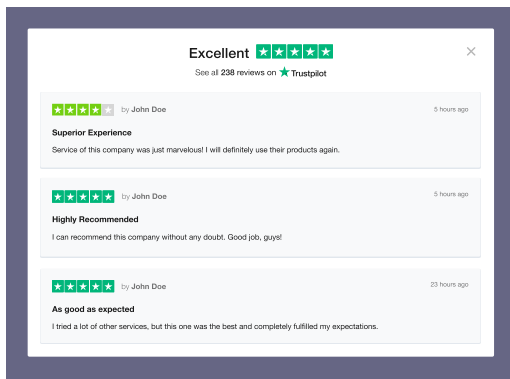 Excellent
See all 238 reviews on Trustpilot
by John Doe
5 hours ago
Superior Experience
Service of this company was just marvelous! I will definitely use their products again.
by John Doe
5 hours ago
Highly Recommended
I can recommend this company without any doubt. Good job, guys!
by John Doe
23 hours ago
As good as expected
I tried a lot of other services, but this one was the best and completely fulfilled my expectations.